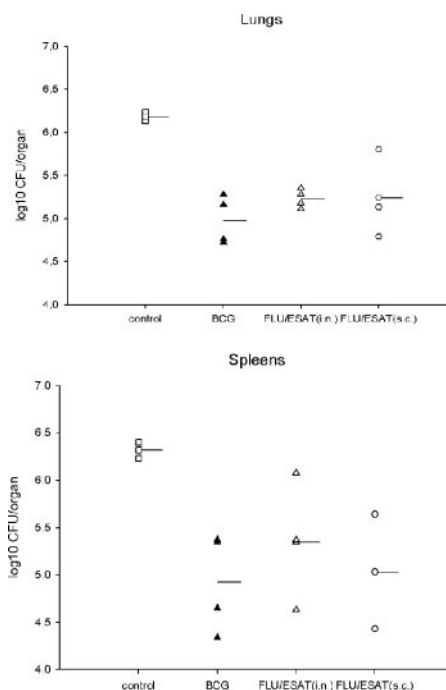 Lungs
7,0
6,5
6,0
5,5
5,0
4,5
4,0
log10 CFU/organ
control BCG FLU/ESAT(i.n.) FLU/ESAT(s.c.)
Spleens
7.0
6.5
6.0
5.5
5.0
4.5
4.0
log10 CFU/organ
control BCG FLU/ESAT(i.n.) FLU/ESAT(s.c.)